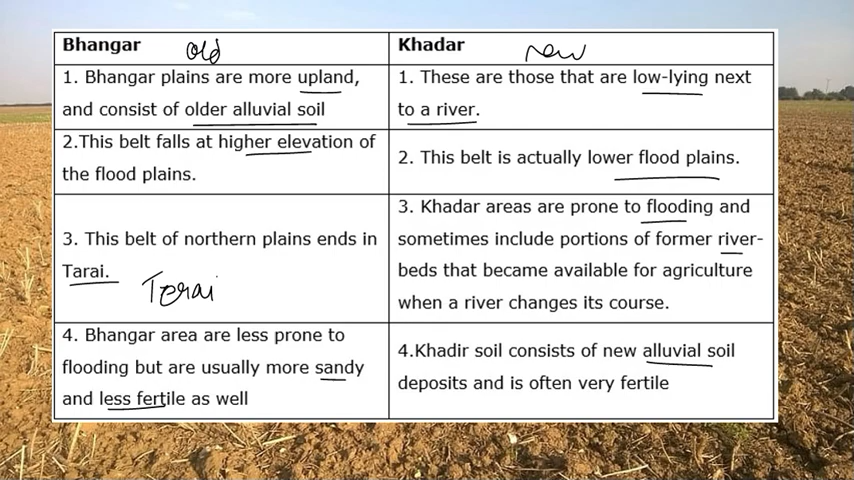 Bhangar old
Khadar new
1. Bhangar plains are more upland,
and consist of older alluvial soil
1. These are those that are low-lying next
to a river.
2.This belt falls at higher elevation of
the flood plains.
2. This belt is actually lower flood plains.
3. This belt of northern plains ends in
Tarai.
Terai
3. Khadar areas are prone to flooding and
sometimes include portions of former river-
beds that became available for agriculture
when a river changes its course.
4. Bhangar area are less prone to
flooding but are usually more sandy
and less fertile as well
4.Khadir soil consists of new alluvial soil
deposits and is often very fertile